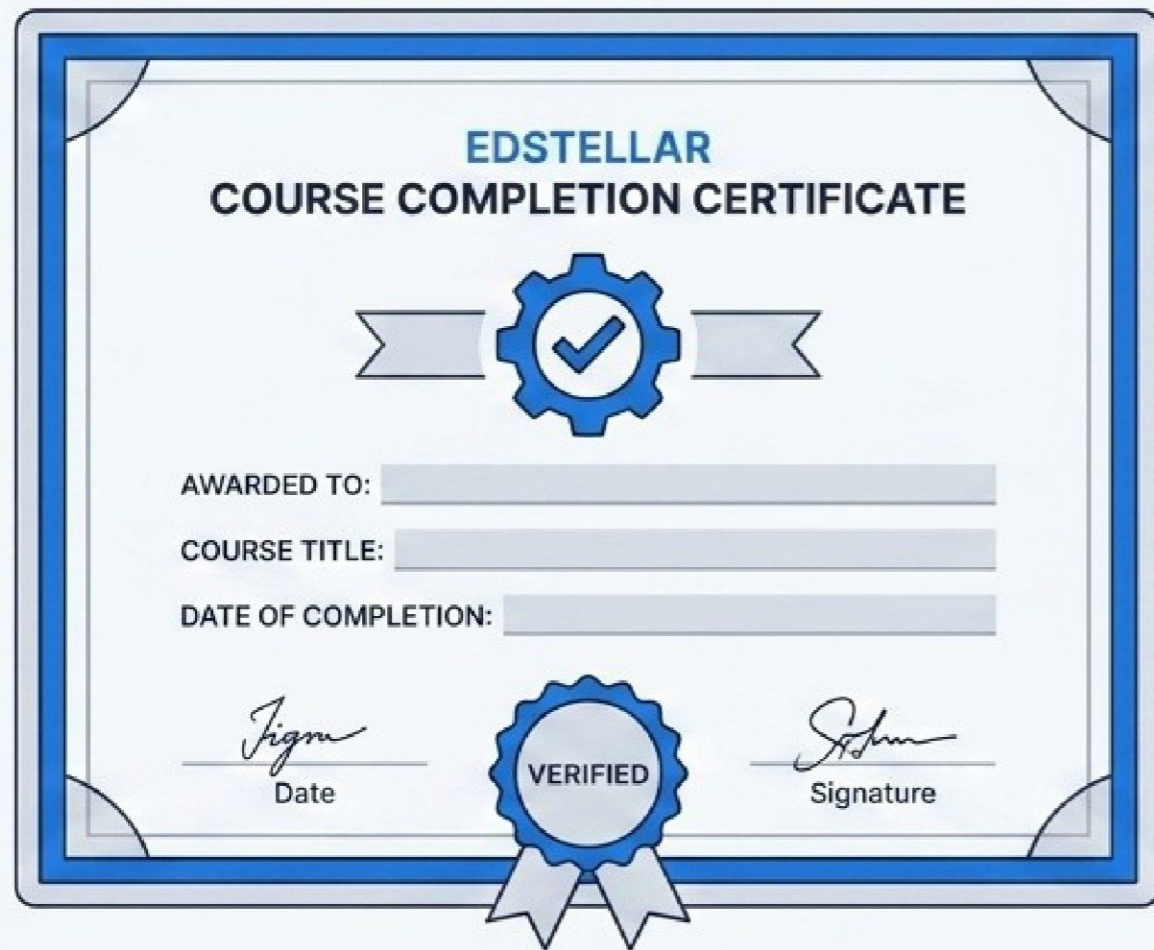 EDSTELLAR
COURSE COMPLETION CERTIFICATE
AWARDED TO:
COURSE TITLE:
DATE OF COMPLETION:
VERIFIED
Date
Signature